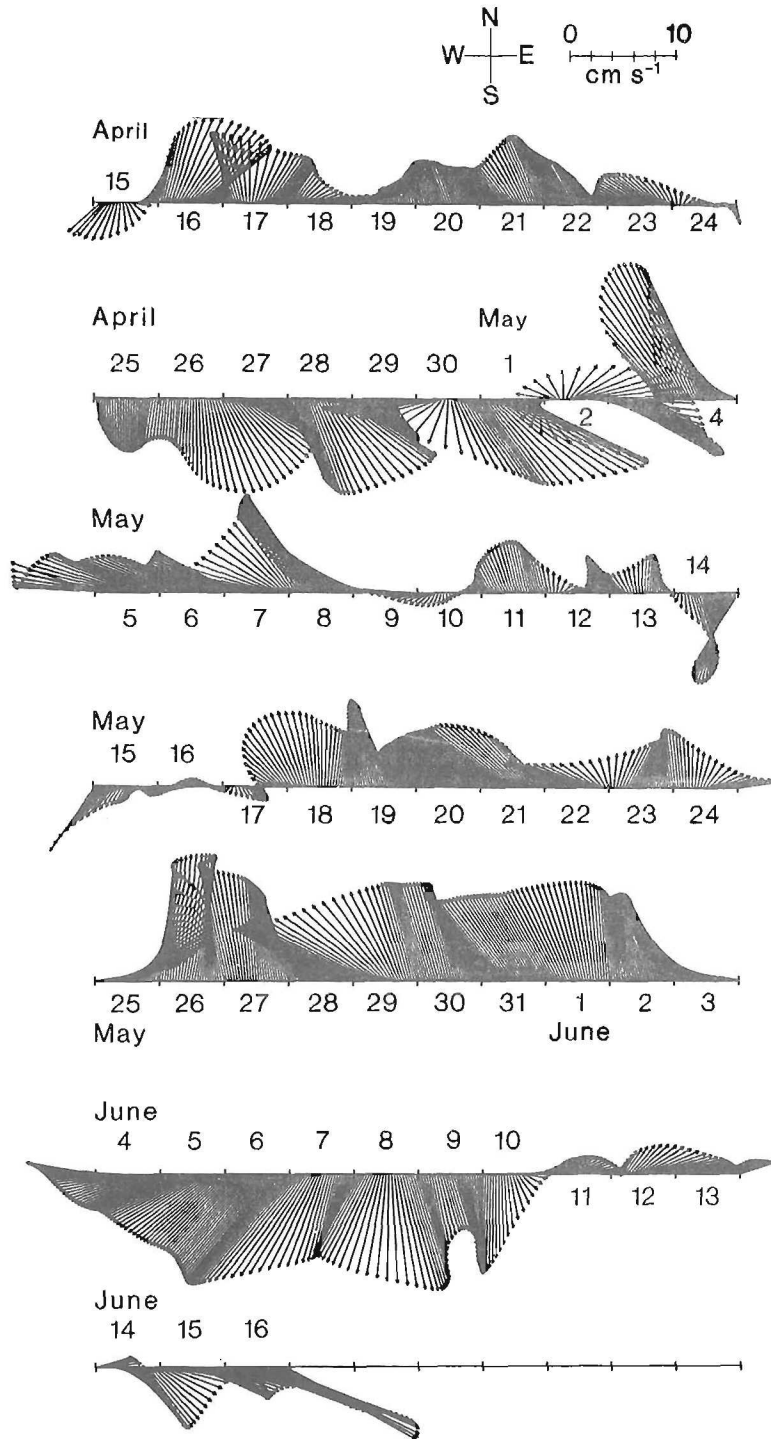 N
W E
S
0 10
cm s⁻¹
April
15
16 17 18 19 20 21 22 23 24
April May
25 26 27 28 29 30 1
2 4
May
14
5 6 7 8 9 10 11 12 13
May
15 16
17 18 19 20 21 22 23 24
25 26 27 28 29 30 31 1 2 3
May June
June
4 5 6 7 8 9 10
11 12 13
June
14 15 16